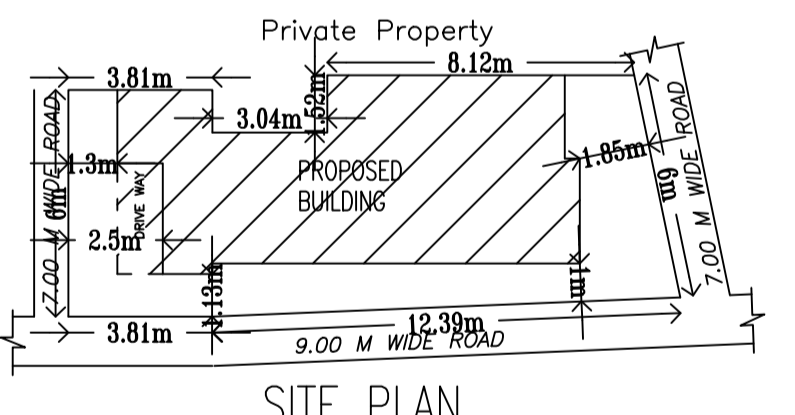 Private Property
3.81m
8.12m
3.04m
1.52m
1.3m
6m
7.00 M WIDE ROAD
DRIVE WAY
2.5m
PROPOSED
BUILDING
1.85m
6m
7.00 M WIDE ROAD
1.13m
1m
3.81m
12.39m
9.00 M WIDE ROAD
SITE PLAN